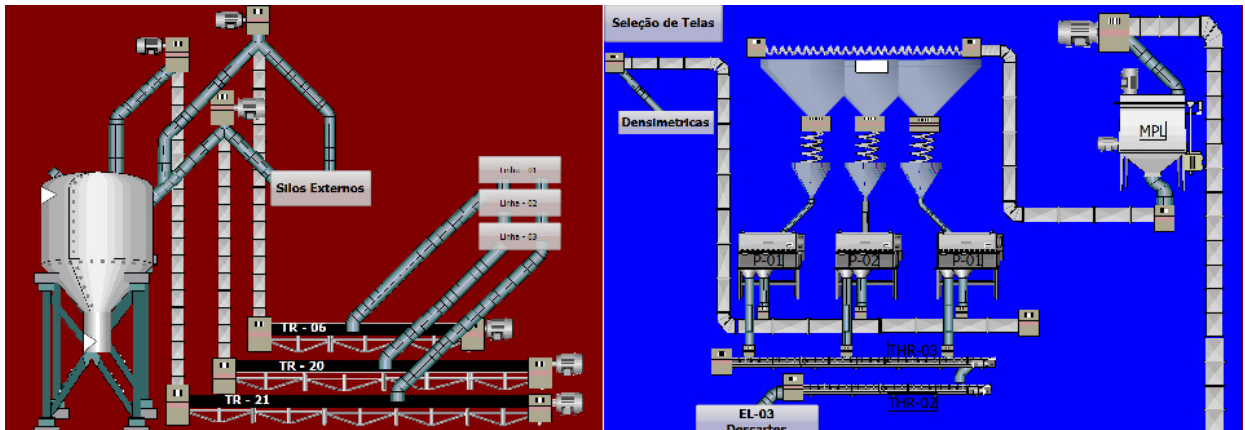 Silos Externos
Linha - 01
Linha - 02
Linha - 03
TR - 06
TR - 20
TR - 21
Seleção de Telas
Densimetricas
MPL
P-01
P-02
P-01
THR-03
THR-02
EL-03
Descartes